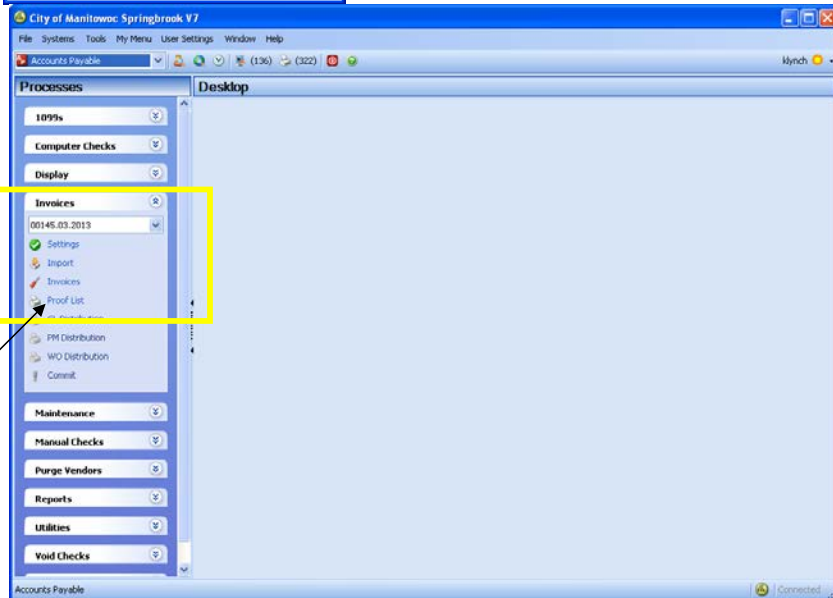 City of Manitowoc Springbrook V7
File Systems Tools My Menu User Settings Window Help
Accounts Payable (136) (322) klynch
Processes Desktop
1099s
Computer Checks
Display
Invoices
00145.03.2013
Settings
Import
Invoices
Proof List
GL Distribution
PM Distribution
WO Distribution
Commit
Maintenance
Manual Checks
Purge Vendors
Reports
Utilities
Void Checks
Accounts Payable Connected